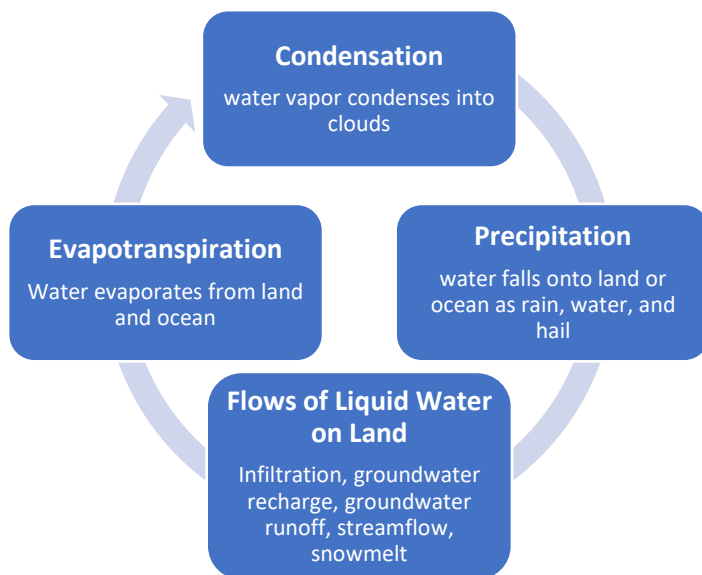 Condensation
water vapor condenses into
clouds
Precipitation
water falls onto land or
ocean as rain, water, and
hail
Flows of Liquid Water
on Land
Infiltration, groundwater
recharge, groundwater
runoff, streamflow,
snowmelt
Evapotranspiration
Water evaporates from land
and ocean